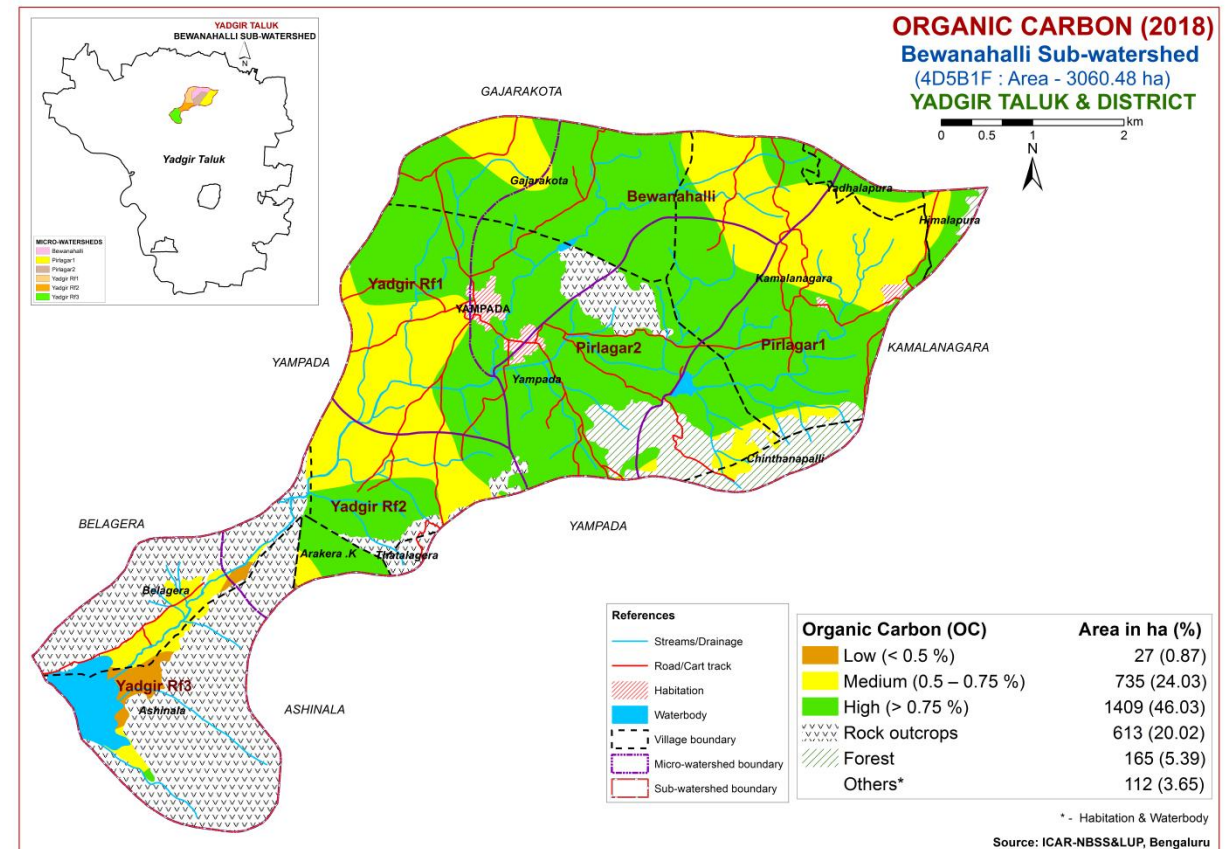 YADGIR TALUK
BEWANAHALLI SUB-WATERSHED
N
Yadgir Taluk
MICRO-WATERSHEDS
Bewanahalli
Pirlagar1
Pirlagar2
Yadgir Rf1
Yadgir Rf2
Yadgir Rf3
ORGANIC CARBON (2018)
Bewanahalli Sub-watershed
(4D5B1F : Area - 3060.48 ha)
YADGIR TALUK & DISTRICT
km
0 0.5 1 2
N
GAJARAKOTA
Gajarakota
Bewanahalli
Yadhalapura
Himalapura
Yadgir Rf1
Kamalanagara
YAMPADA
Pirlagar2
Pirlagar1
KAMALANAGARA
YAMPADA
Yampada
Chinthanapalli
Yadgir Rf2
BELAGERA
YAMPADA
Arakera .K
Thatalagera
Belagera
Yadgir Rf3
Ashinala
ASHINALA
References
Streams/Drainage
Road/Cart track
Habitation
Waterbody
Village boundary
Micro-watershed boundary
Sub-watershed boundary
Organic Carbon (OC) Area in ha (%)
Low (< 0.5 %) 27 (0.87)
Medium (0.5 – 0.75 %) 735 (24.03)
High (> 0.75 %) 1409 (46.03)
Rock outcrops 613 (20.02)
Forest 165 (5.39)
Others* 112 (3.65)
* - Habitation & Waterbody
Source: ICAR-NBSS&LUP, Bengaluru